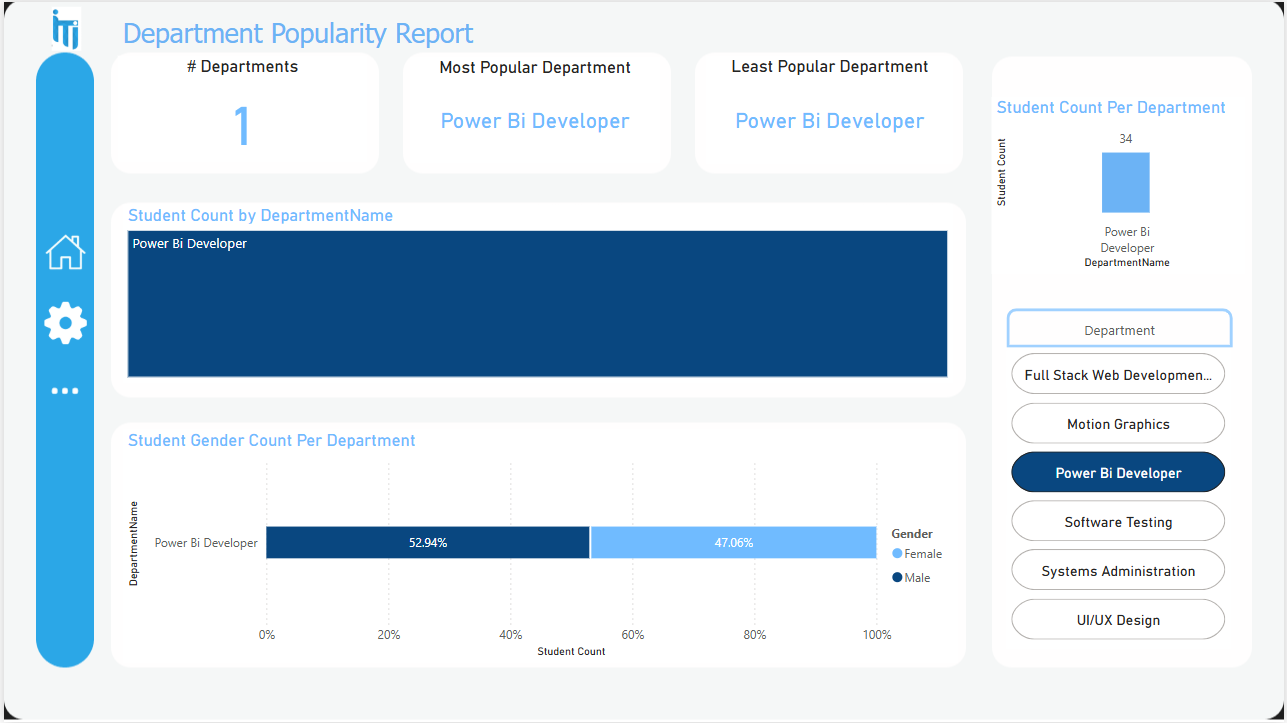 iTi
Department Popularity Report
# Departments
1
Most Popular Department
Power Bi Developer
Least Popular Department
Power Bi Developer
Student Count by DepartmentName
Power Bi Developer
Student Gender Count Per Department
DepartmentName
Power Bi Developer
52.94%
47.06%
0%
20%
40%
60%
80%
100%
Student Count
Gender
Female
Male
Student Count Per Department
Student Count
34
Power Bi
Developer
DepartmentName
Department
Full Stack Web Developmen...
Motion Graphics
Power Bi Developer
Software Testing
Systems Administration
UI/UX Design